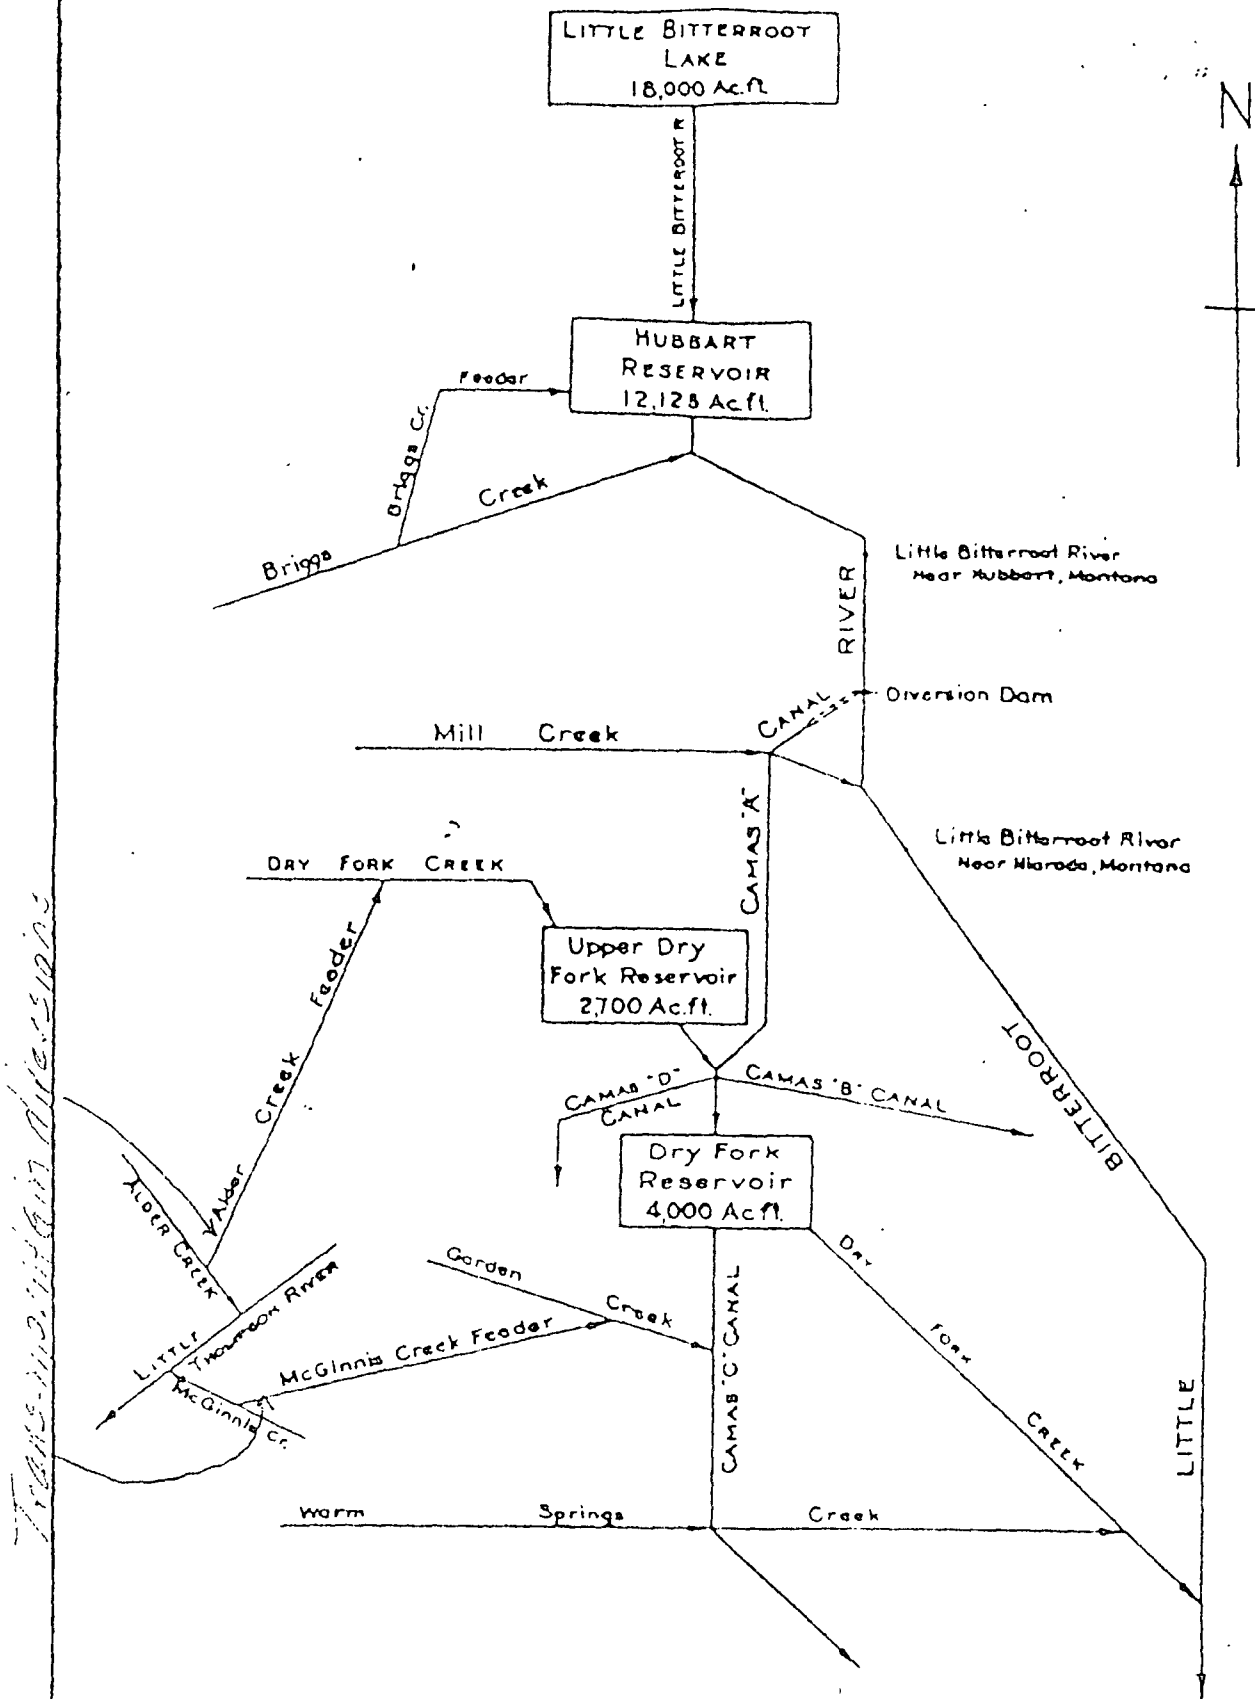 LITTLE BITTERROOT
LAKE
18,000 Ac.ft.
N
LITTLE BITTEROOT R
HUBBART
RESERVOIR
12,128 Ac.ft.
Feeder
Briggs Cr.
Briggs Creek
Little Bitterroot River
Near Hubbart, Montana
RIVER
CANAL
Diversion Dam
Mill Creek
CAMAS "A"
Little Bitterroot River
Near Niarada, Montana
DRY FORK CREEK
Upper Dry
Fork Reservoir
2,700 Ac.ft.
Alder Creek Feeder
BITTERROOT
CAMAS "D"
CANAL
CAMAS "B" CANAL
Dry Fork
Reservoir
4,000 Ac.ft.
Trans-mountain diversions
ALDER CREEK
LITTLE
THOMPSON RIVER
Garden Creek
McGinnis Creek Feeder
McGinnis Cr.
CAMAS "C" CANAL
DRY FORK CREEK
LITTLE
Warm Springs Creek